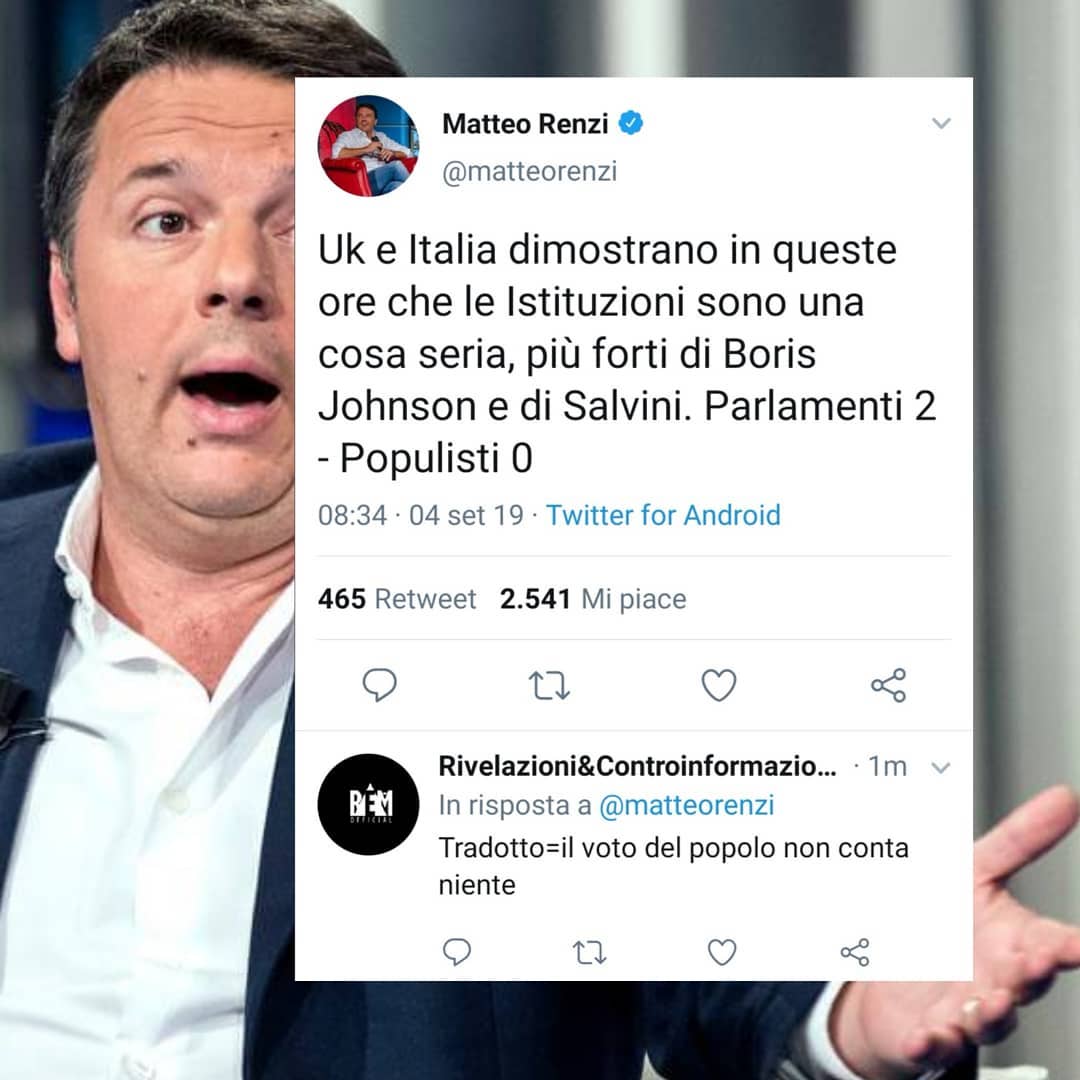 Matteo Renzi
@matteorenzi
Uk e Italia dimostrano in queste
ore che le Istituzioni sono una
cosa seria, più forti di Boris
Johnson e di Salvini. Parlamenti 2
- Populisti 0
08:34 · 04 set 19 · Twitter for Android
465 Retweet 2.541 Mi piace
Rivelazioni&Controinformazio... · 1m
In risposta a @matteorenzi
Tradotto=il voto del popolo non conta
niente
OFFICIAL